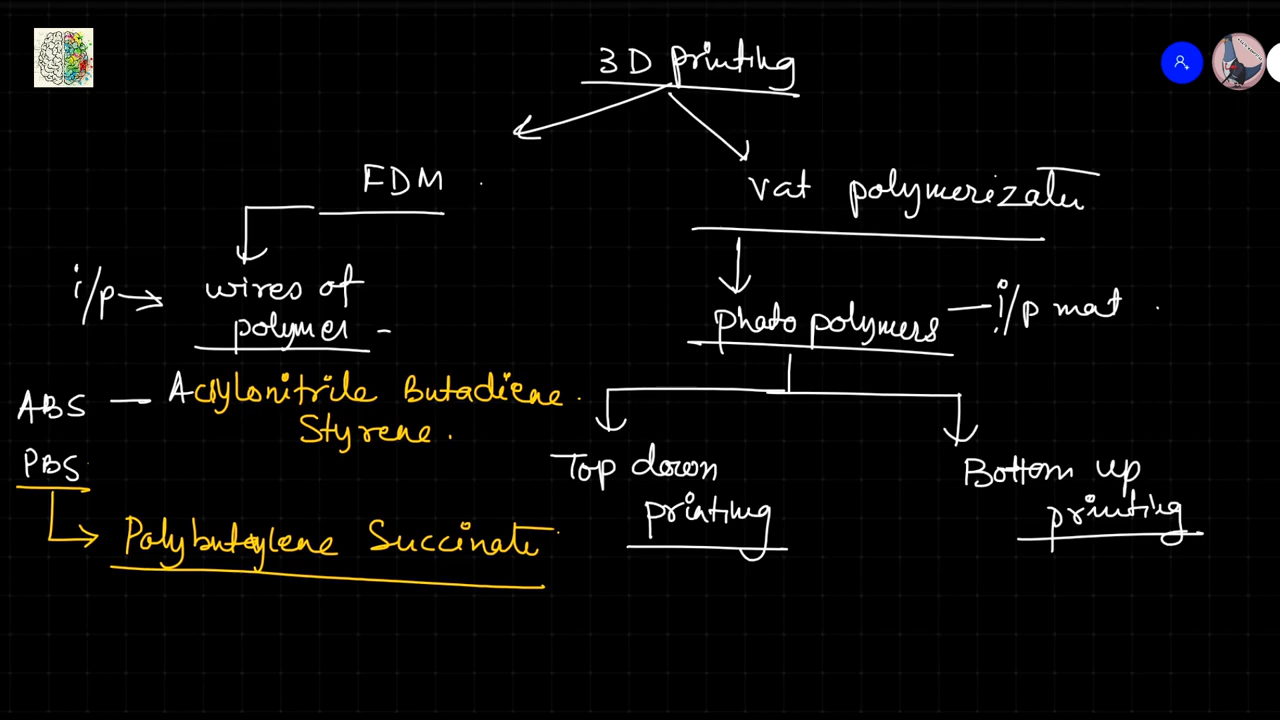 3D printing
FDM
vat polymerizatn
i/p → wires of
polymer -
photo polymers — i/p mat
ABS — Acrylonitrile Butadiene
Styrene.
PBS
Top down
printing
Bottom up
printing
Polybutylene Succinate